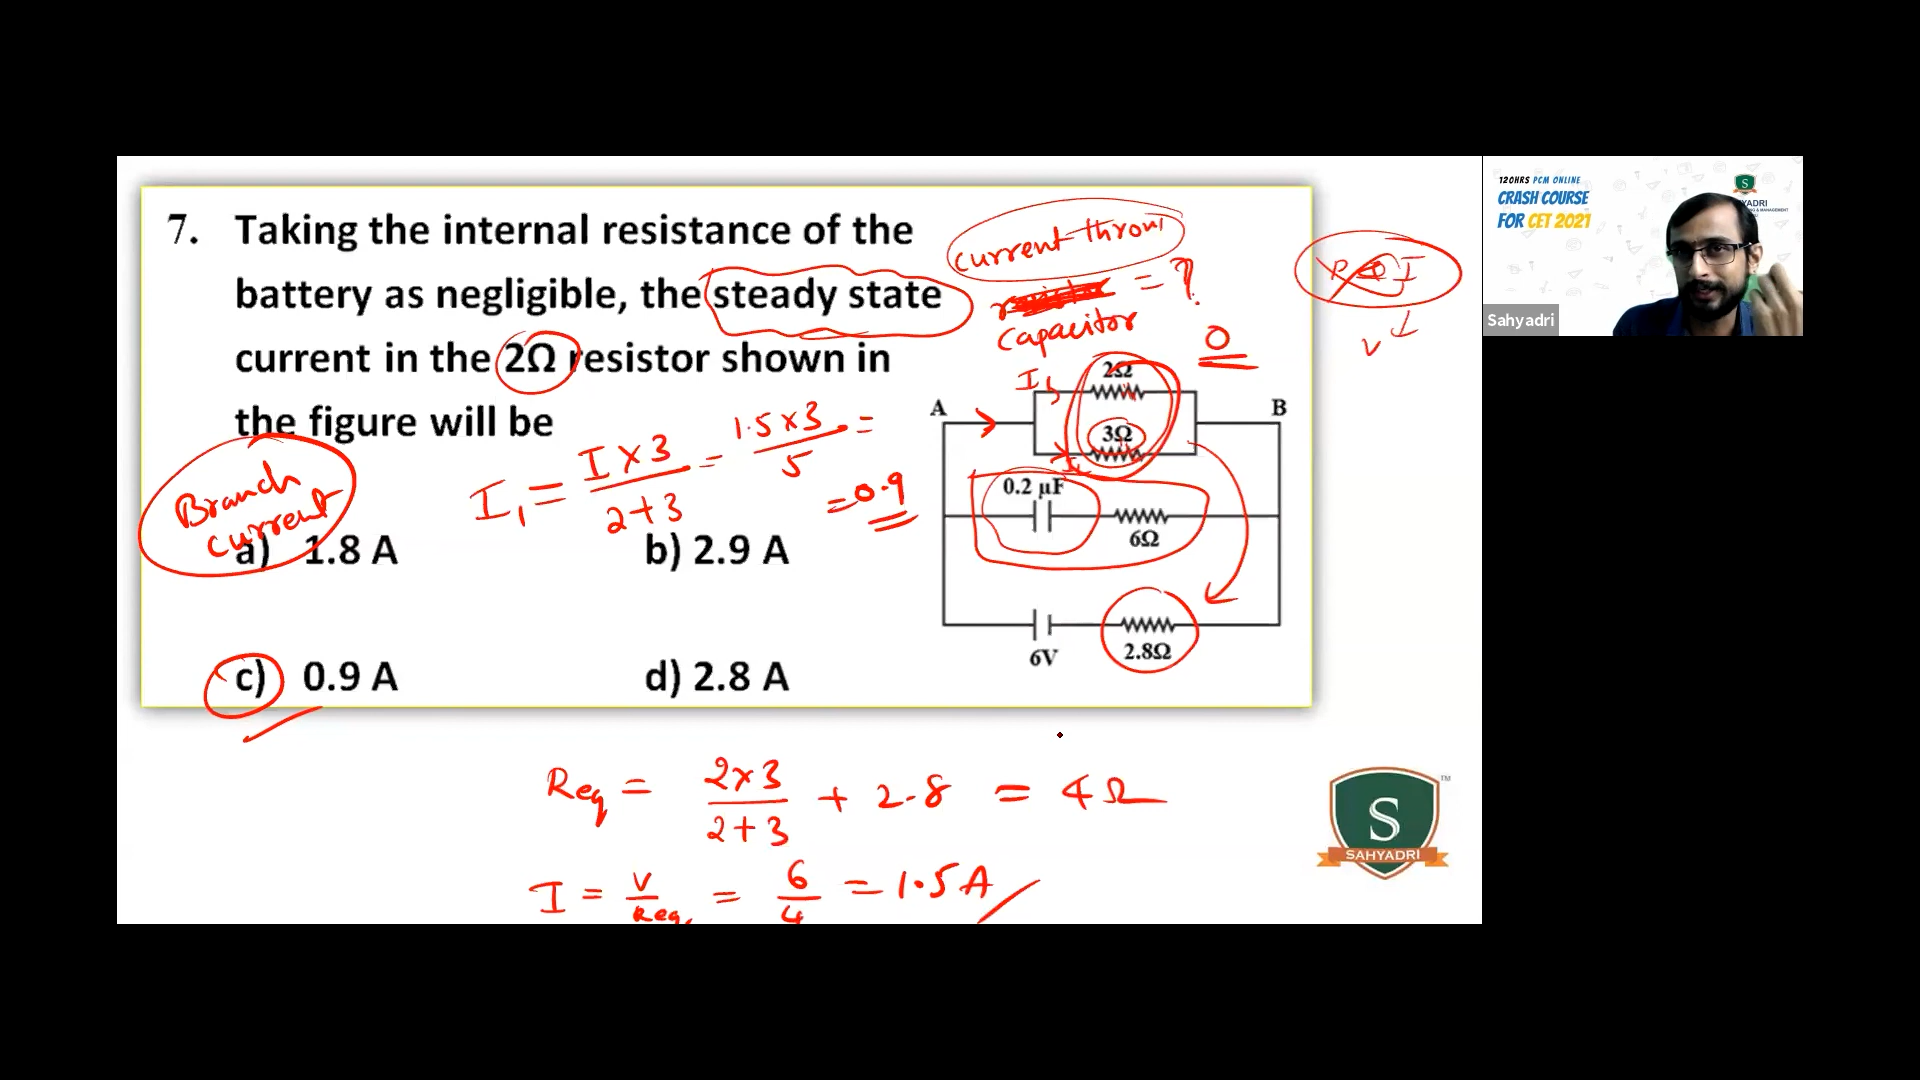 7. Taking the internal resistance of the
battery as negligible, the steady state
current in the 2Ω resistor shown in
the figure will be
Branch
current
I₁ = I × 3 / 2+3 = 1.5×3 / 5 =
= 0.9
a) 1.8 A
b) 2.9 A
c) 0.9 A
d) 2.8 A
current throu
= ?
capacitor
0
I
V
I
2Ω
A
B
3Ω
0.2 μF
6Ω
6V
2.8Ω
Req = 2×3 / 2+3 + 2.8 = 4Ω
I = V / Req = 6 / 4 = 1.5 A
S
SAHYADRI
TM
120HRS PCM ONLINE
CRASH COURSE
FOR CET 2021
S
YADRI
Sahyadri